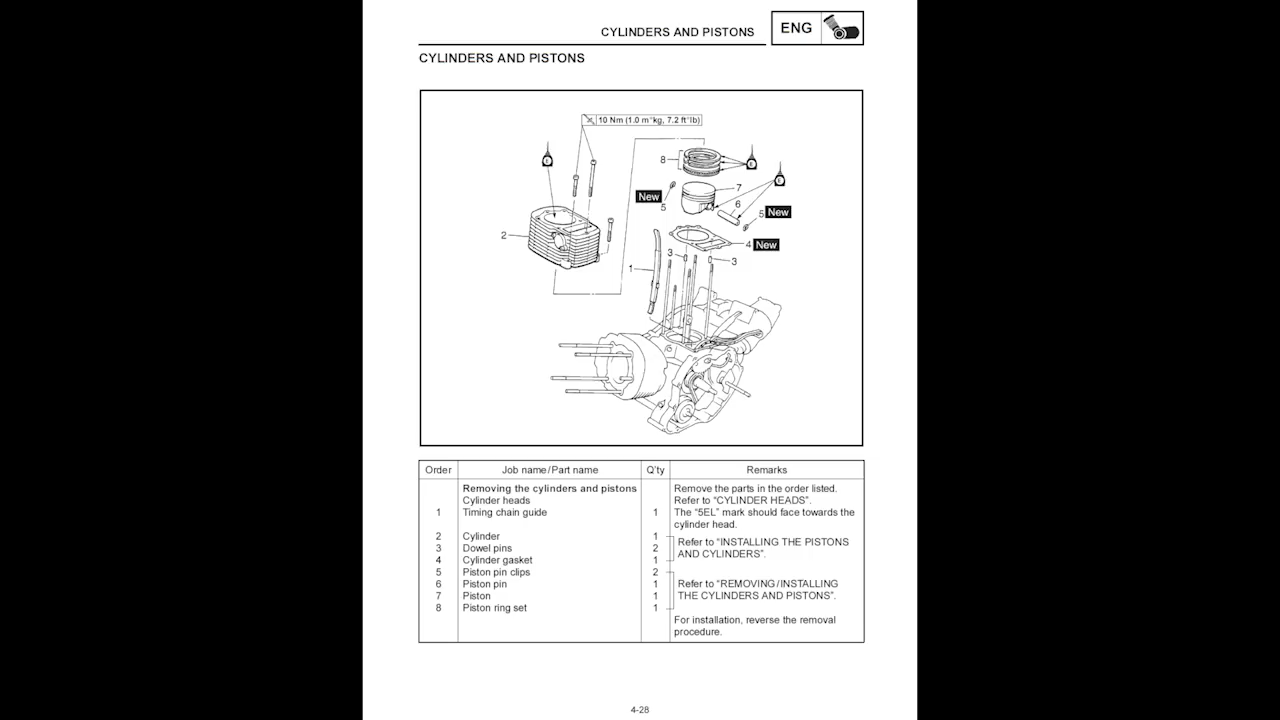 CYLINDERS AND PISTONS
ENG
CYLINDERS AND PISTONS
10 Nm (1.0 m•kg, 7.2 ft•lb)
E
8
E
7
E
New
5
6
5 New
2
4 New
3
3
1
Order Job name/Part name Q'ty Remarks
Removing the cylinders and pistons Remove the parts in the order listed.
Cylinder heads Refer to “CYLINDER HEADS”.
1 Timing chain guide 1 The “5EL” mark should face towards the
cylinder head.
2 Cylinder 1
3 Dowel pins 2
4 Cylinder gasket 1
Refer to “INSTALLING THE PISTONS
AND CYLINDERS”.
5 Piston pin clips 2
6 Piston pin 1
7 Piston 1
8 Piston ring set 1
Refer to “REMOVING/INSTALLING
THE CYLINDERS AND PISTONS”.
For installation, reverse the removal
procedure.
4-28